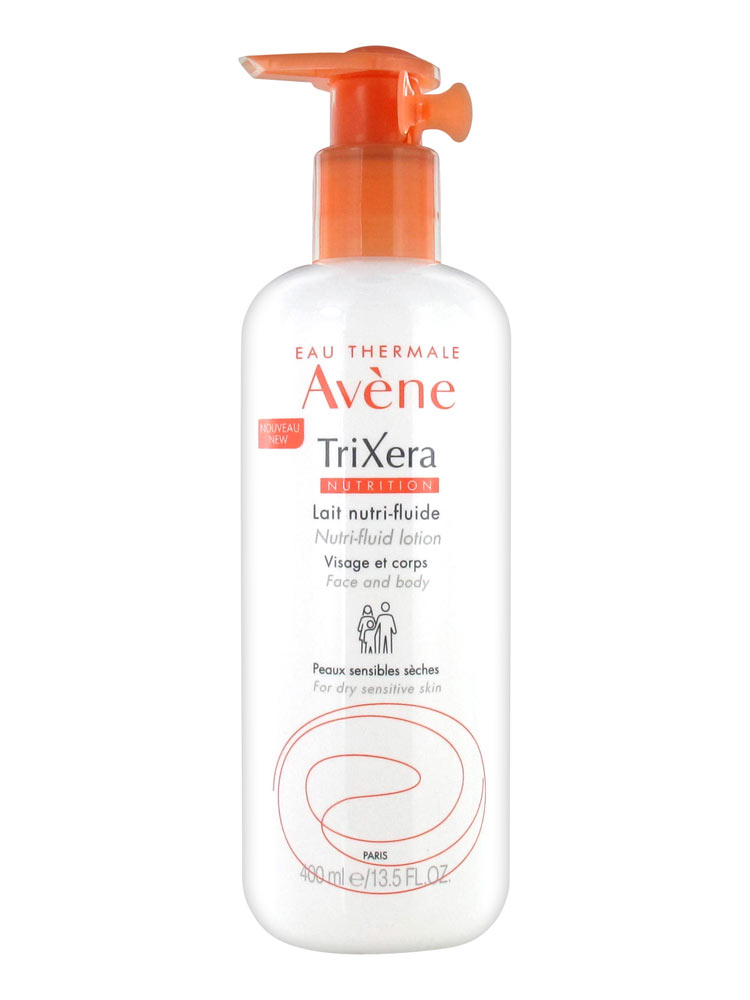 EAU THERMALE
Avène
NOUVEAU
NEW
TriXera
NUTRITION
Lait nutri-fluide
Nutri-fluid lotion
Visage et corps
Face and body
Peaux sensibles sèches
For dry sensitive skin
PARIS
400 ml e/13.5 FL.OZ.